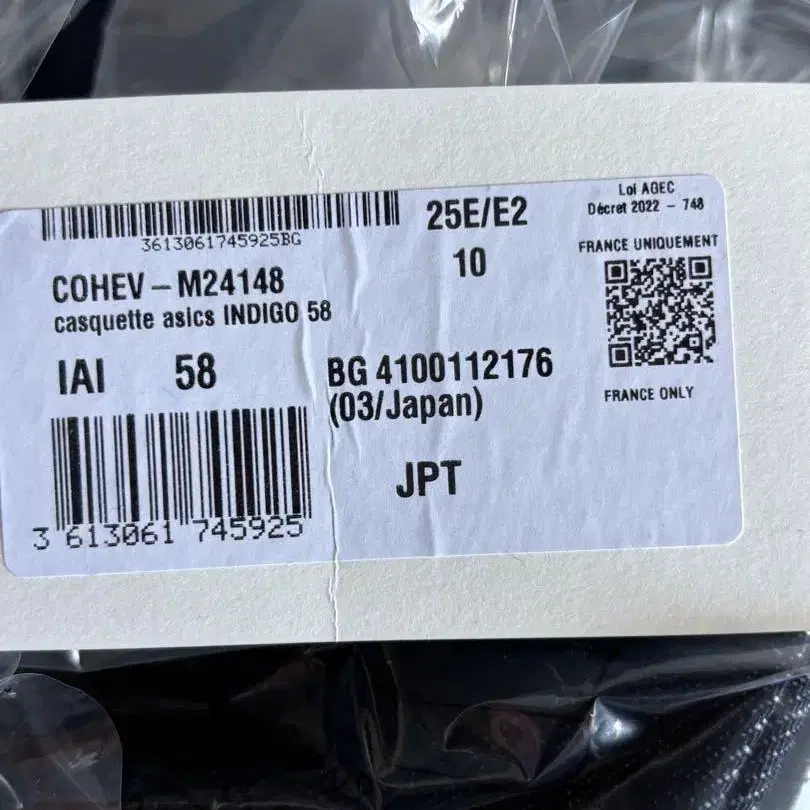 3613061745925BG
25E/E2
10
Loi AGEC
Décret 2022 - 748
FRANCE UNIQUEMENT
COHEV - M24148
casquette asics INDIGO 58
IAI 58
BG 4100112176
(03/Japan)
FRANCE ONLY
JPT
3 613061 745925